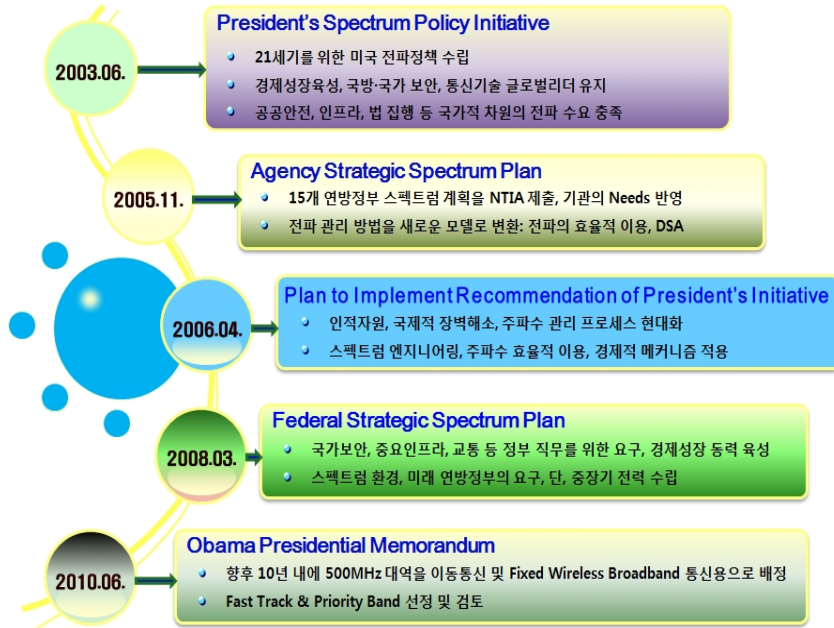 President's Spectrum Policy Initiative
2003.06.
21세기를 위한 미국 전파정책 수립
경제성장육성, 국방·국가 보안, 통신기술 글로벌리더 유지
공공안전, 인프라, 법 집행 등 국가적 차원의 전파 수요 충족
Agency Strategic Spectrum Plan
2005.11.
15개 연방정부 스펙트럼 계획을 NTIA 제출, 기관의 Needs 반영
전파 관리 방법을 새로운 모델로 변환: 전파의 효율적 이용, DSA
Plan to Implement Recommendation of President's Initiative
2006.04.
인적자원, 국제적 장벽해소, 주파수 관리 프로세스 현대화
스펙트럼 엔지니어링, 주파수 효율적 이용, 경제적 메커니즘 적용
Federal Strategic Spectrum Plan
2008.03.
국가보안, 중요인프라, 교통 등 정부 직무를 위한 요구, 경제성장 동력 육성
스펙트럼 환경, 미래 연방정부의 요구, 단, 중장기 전력 수립
Obama Presidential Memorandum
2010.06.
향후 10년 내에 500MHz 대역을 이동통신 및 Fixed Wireless Broadband 통신용으로 배정
Fast Track & Priority Band 선정 및 검토